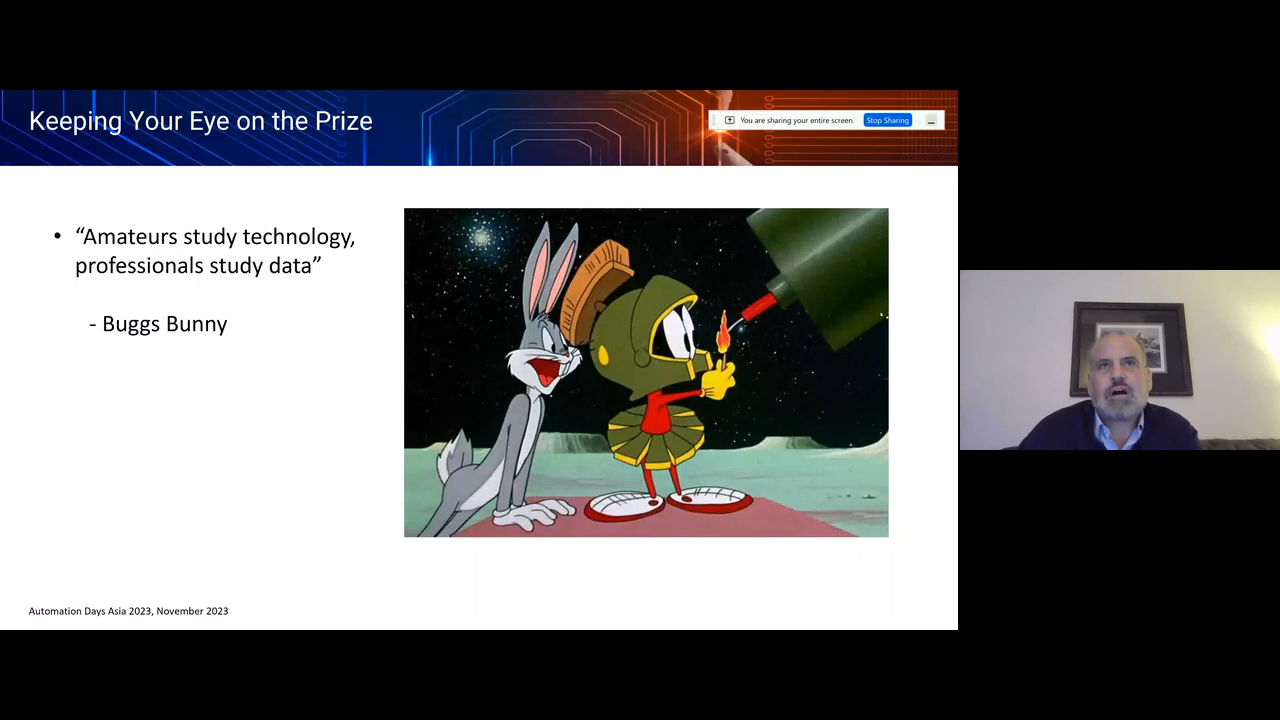 Keeping Your Eye on the Prize
You are sharing your entire screen. Stop Sharing
• “Amateurs study technology,
professionals study data”
- Buggs Bunny
Automation Days Asia 2023, November 2023